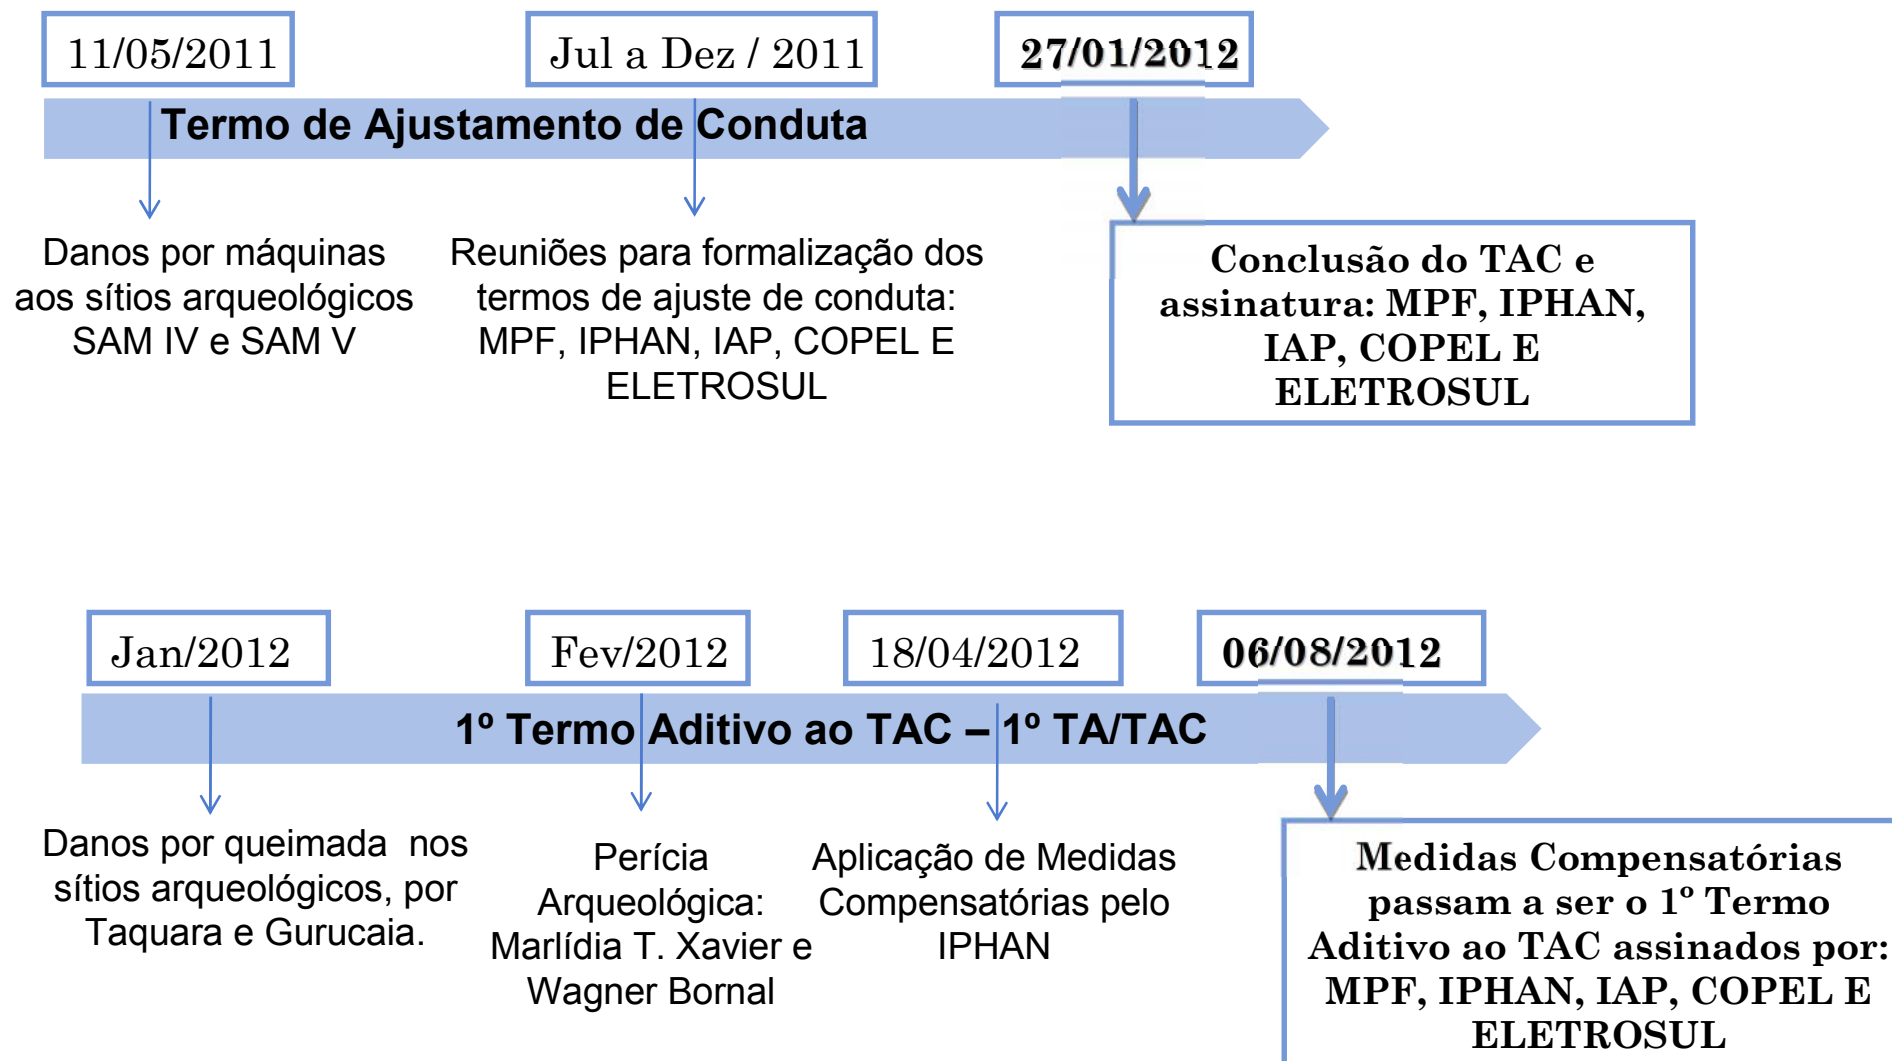 11/05/2011
Jul a Dez / 2011
27/01/2012
Termo de Ajustamento de Conduta
Danos por máquinas
aos sítios arqueológicos
SAM IV e SAM V
Reuniões para formalização dos
termos de ajuste de conduta:
MPF, IPHAN, IAP, COPEL E
ELETROSUL
Conclusão do TAC e
assinatura: MPF, IPHAN,
IAP, COPEL E
ELETROSUL
Jan/2012
Fev/2012
18/04/2012
06/08/2012
1º Termo Aditivo ao TAC – 1º TA/TAC
Danos por queimada nos
sítios arqueológicos, por
Taquara e Gurucaia.
Perícia
Arqueológica:
Marlídia T. Xavier e
Wagner Bornal
Aplicação de Medidas
Compensatórias pelo
IPHAN
Medidas Compensatórias
passam a ser o 1º Termo
Aditivo ao TAC assinados por:
MPF, IPHAN, IAP, COPEL E
ELETROSUL